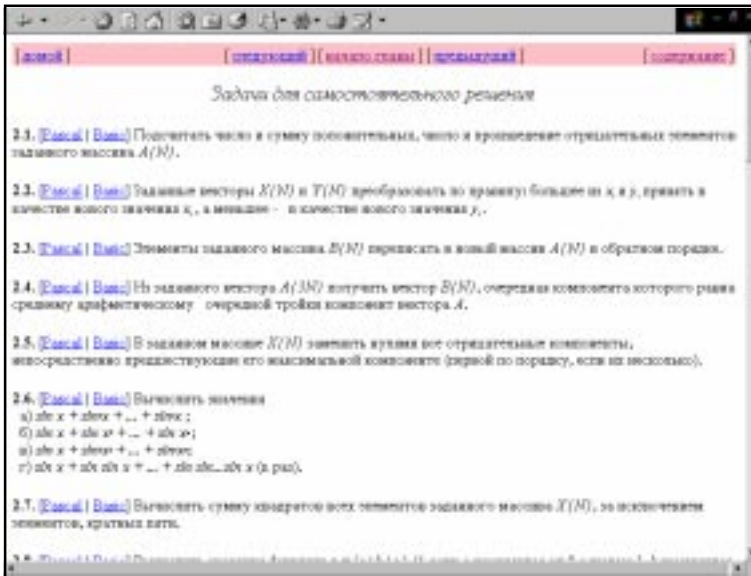 [домой] [следующий] [начало главы] [предыдущий] [содержание]
Задачи для самостоятельного решения
2.1. [Pascal | Basic] Подсчитать число и сумму положительных, число и произведение отрицательных элементов
заданного массива A(N).
2.2. [Pascal | Basic] Заданные векторы X(N) и Y(N) преобразовать по правилу: большее из x, и y, принять в
качестве нового значения x, , а меньшее - в качестве нового значения y, .
2.3. [Pascal | Basic] Элементы заданного массива B(N) переписать в новый массив A(N) в обратном порядке.
2.4. [Pascal | Basic] Из заданного вектора A(3N) получить вектор B(N), очередная компонента которого равна
среднему арифметическому очередной тройки компонент вектора A.
2.5. [Pascal | Basic] В заданном массиве X(N) заменить нулями все отрицательные компоненты,
непосредственно предшествующие его максимальной компоненте (первой по порядку, если их несколько).
2.6. [Pascal | Basic] Вычислить значения
а) sin x + sin x + ... + sin x ;
б) sin x + sin x + ... + sin x ;
в) sin x + sin x + ... + sin x
г) sin x + sin sin x + ... + sin sin...sin x (n раз).
2.7. [Pascal | Basic] Вычислить сумму квадратов всех элементов заданного массива X(N), за исключением
элементов, кратных пяти.